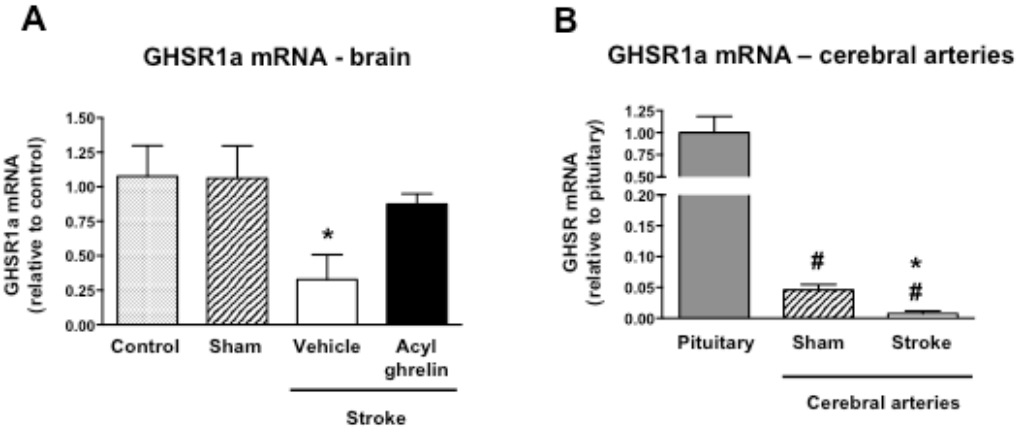 A
GHSR1a mRNA - brain
GHSR1a mRNA
(relative to control)
1.50
1.25
1.00
0.75
0.50
0.25
0.00
*
Control Sham Vehicle Acyl
ghrelin
Stroke
B
GHSR1a mRNA – cerebral arteries
GHSR mRNA
(relative to pituitary)
1.25
1.00
0.75
0.50
0.20
0.15
0.10
0.05
0.00
#
*
#
Pituitary Sham Stroke
Cerebral arteries